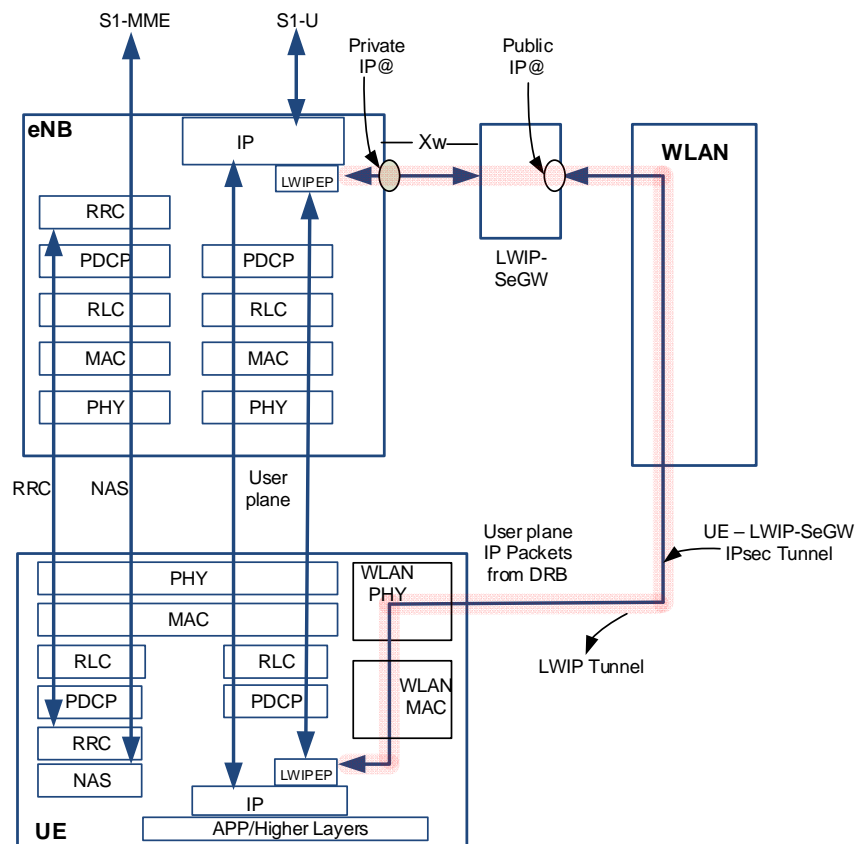 S1-MME
S1-U
Private
IP@
Public
IP@
eNB
IP
Xw
WLAN
LWIPEP
RRC
PDCP
PDCP
LWIP-
SeGW
RLC
RLC
MAC
MAC
PHY
PHY
RRC
NAS
User
plane
User plane
IP Packets
from DRB
UE – LWIP-SeGW
IPsec Tunnel
PHY
WLAN
PHY
MAC
LWIP Tunnel
RLC
RLC
WLAN
MAC
PDCP
PDCP
RRC
NAS
LWIPEP
IP
APP/Higher Layers
UE